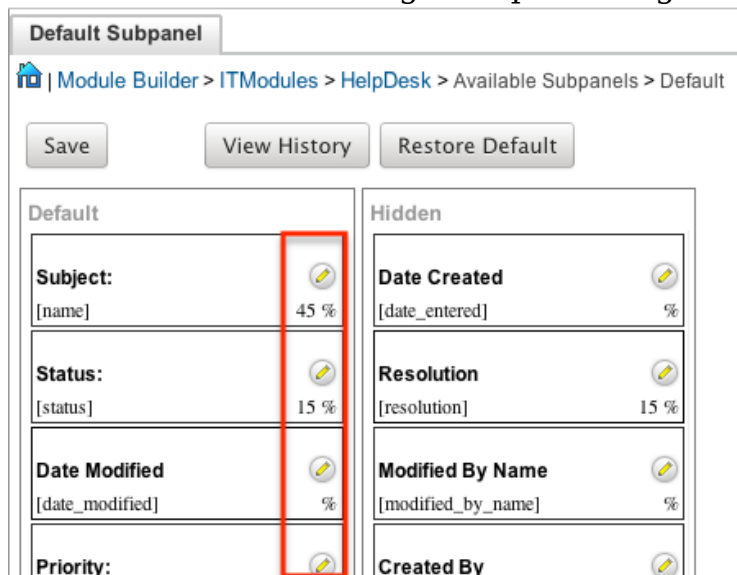 Default Subpanel
| Module Builder > ITModules > HelpDesk > Available Subpanels > Default
Save View History Restore Default
Default
Subject:
[name] 45 %
Status:
[status] 15 %
Date Modified
[date_modified] %
Priority:
Hidden
Date Created
[date_entered] %
Resolution
[resolution] 15 %
Modified By Name
[modified_by_name] %
Created By